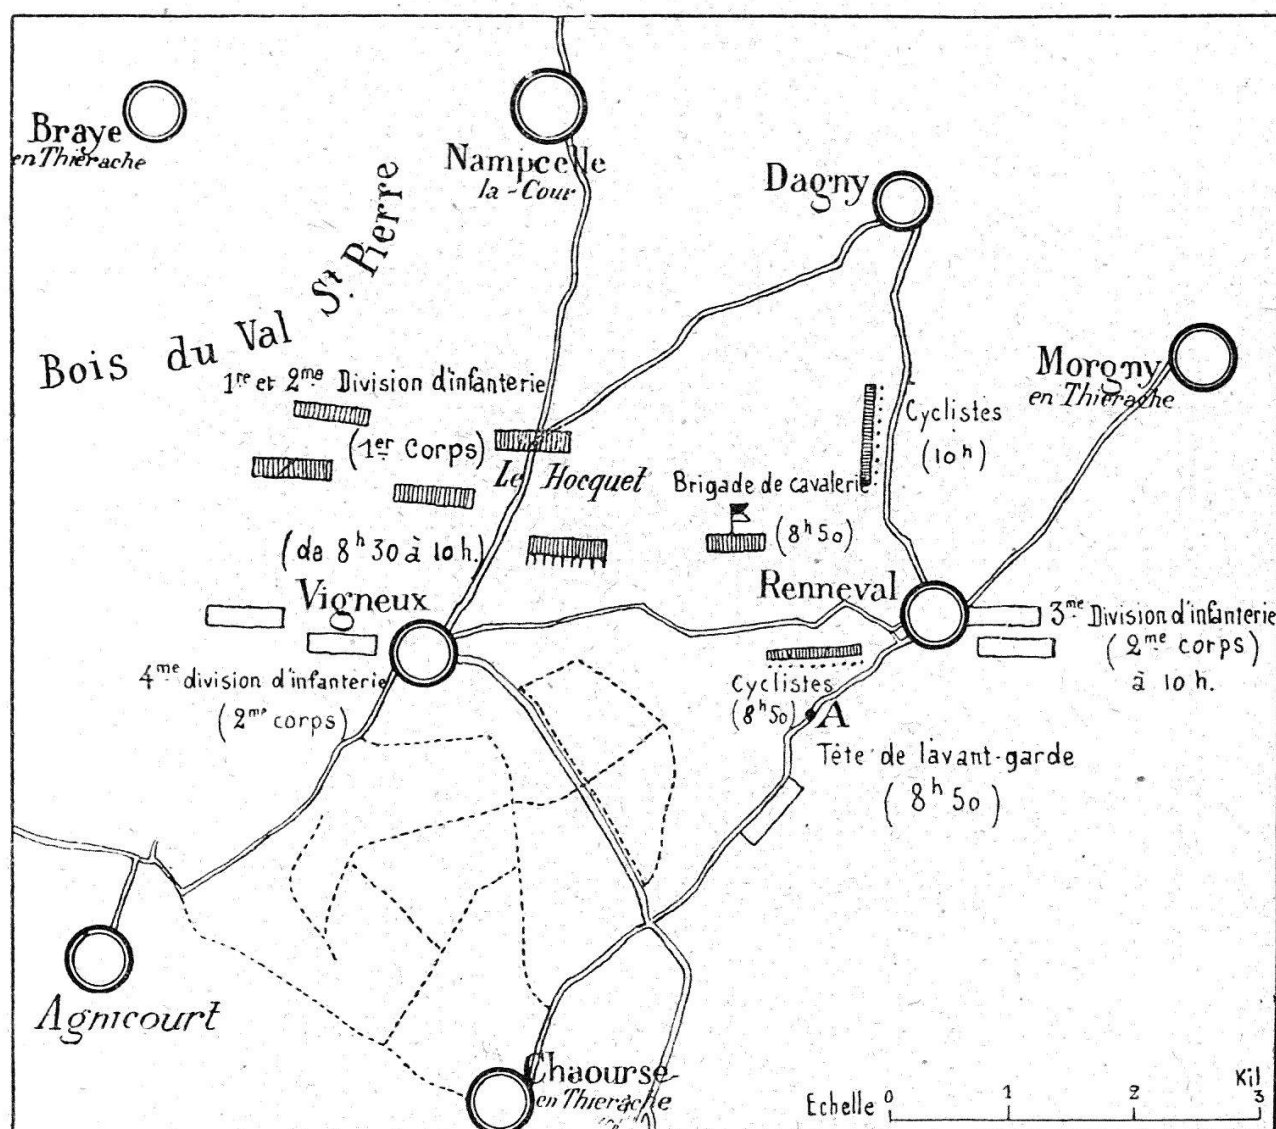 Braye
en Thiérache
Nampcelle
la-Cour
Dagny
Bois du Val St. Pierre
Morgny
en Thiérache
1re et 2me Division d'infanterie
(1er Corps)
Le Hocquet
Cyclistes
(10h)
Brigade de cavalerie
(8h50)
(de 8h30 à 10h.)
Vigneux
Renneval
3me Division d'infanterie
(2me corps)
à 10h.
4me division d'infanterie
(2me corps)
Cyclistes
(8h50)
A
Tête de lavant-garde
(8h50)
Agnicourt
Chaourse
en Thiérache
Echelle 0 1 2 3
Kil